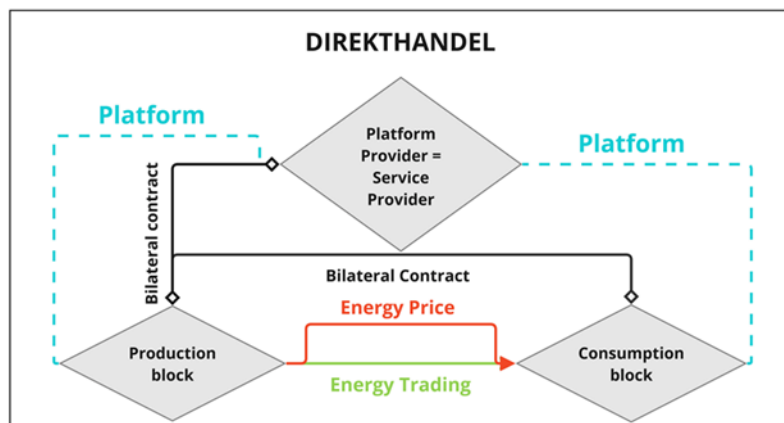 DIREKTHANDEL
Platform
Platform
Provider =
Service
Provider
Platform
Bilateral contract
Bilateral Contract
Energy Price
Production
block
Energy Trading
Consumption
block